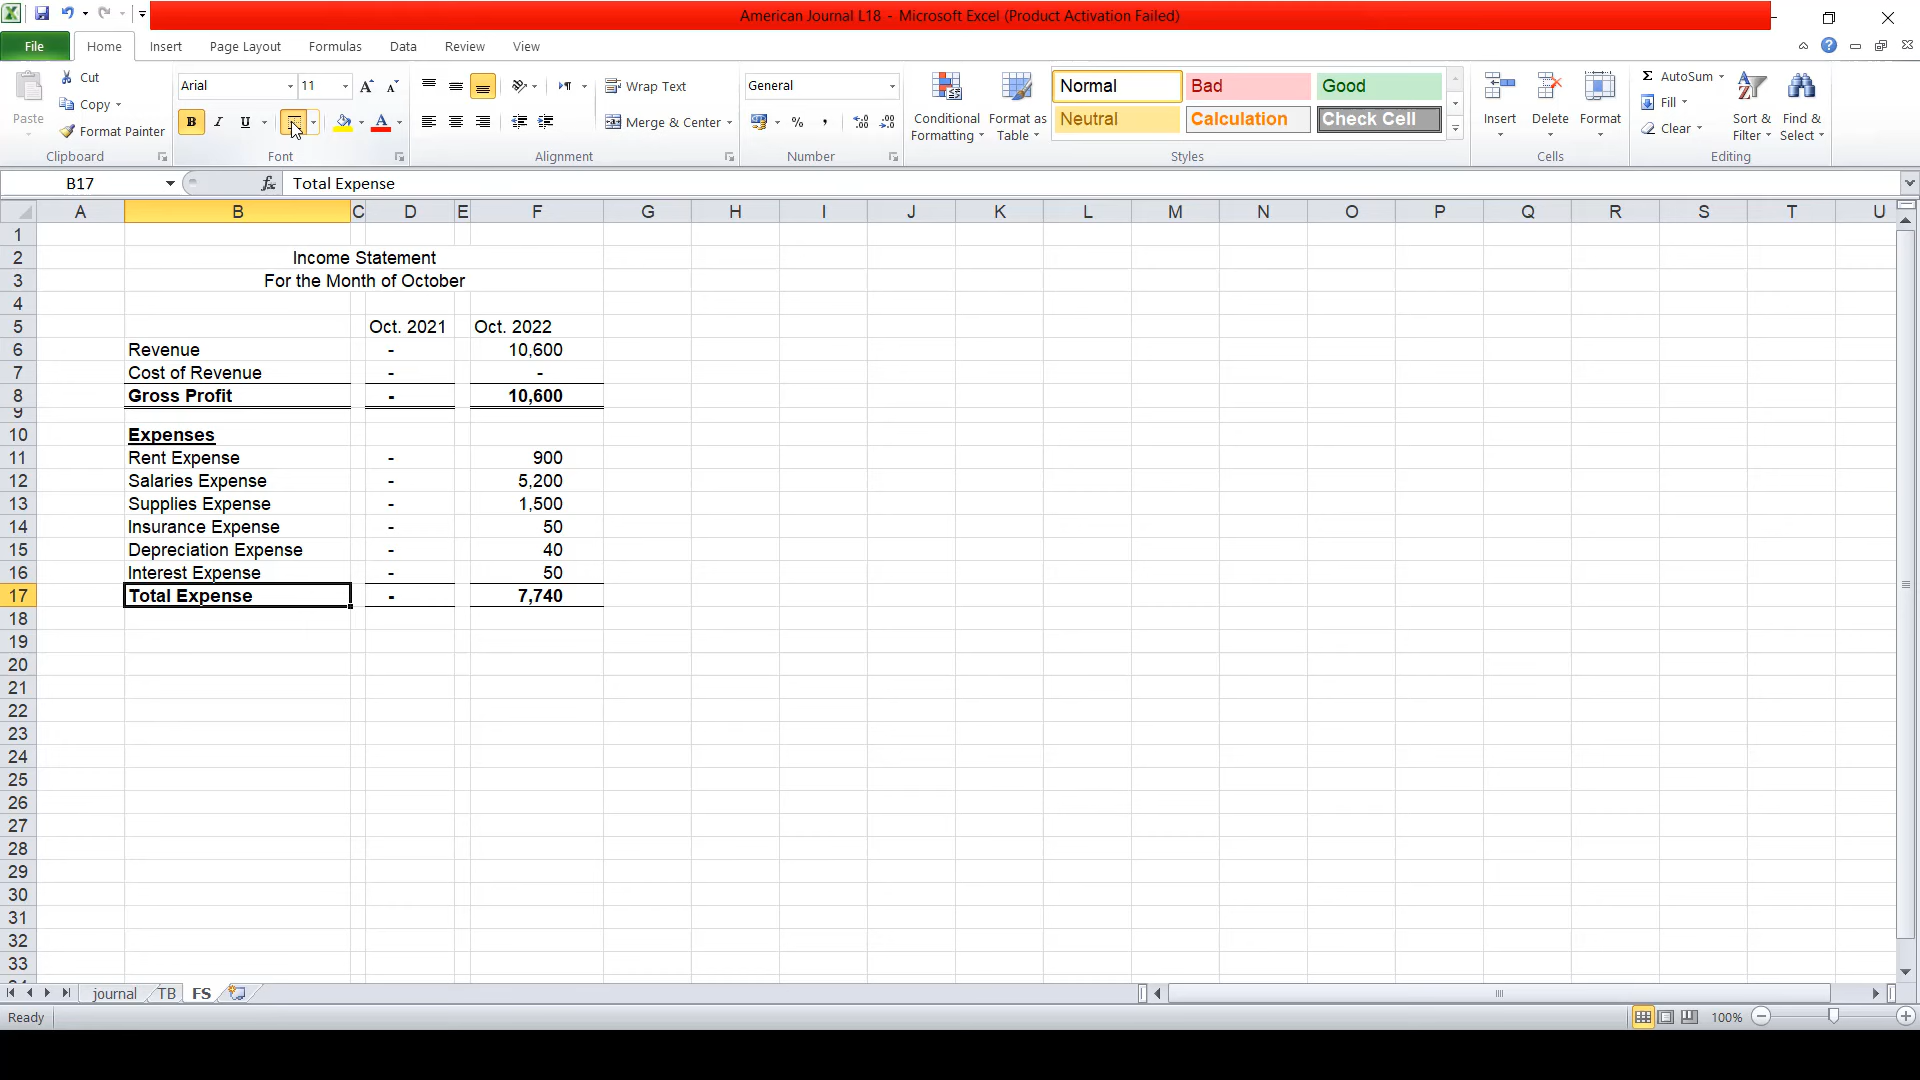 American Journal L18 - Microsoft Excel (Product Activation Failed)
File Home Insert Page Layout Formulas Data Review View
Paste
Cut
Copy
Format Painter
Clipboard
Arial 11
B I U
Font
Wrap Text
Merge & Center
Alignment
General
%
Number
Conditional Formatting
Format as Table
Normal Bad Good
Neutral Calculation Check Cell
Styles
Insert Delete Format
Cells
AutoSum
Fill
Clear
Sort & Filter
Find & Select
Editing
B17 fx Total Expense
A B C D E F G H I J K L M N O P Q R S T U
1
2 Income Statement
3 For the Month of October
4
5 Oct. 2021 Oct. 2022
6 Revenue - 10,600
7 Cost of Revenue - -
8 Gross Profit - 10,600
9
10 Expenses
11 Rent Expense - 900
12 Salaries Expense - 5,200
13 Supplies Expense - 1,500
14 Insurance Expense - 50
15 Depreciation Expense - 40
16 Interest Expense - 50
17 Total Expense - 7,740
18
19
20
21
22
23
24
25
26
27
28
29
30
31
32
33
journal TB FS
Ready 100%